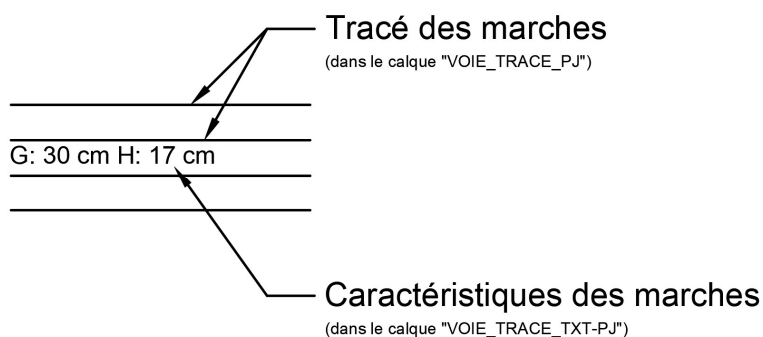 Tracé des marches
(dans le calque "VOIE_TRACE_PJ")
G: 30 cm H: 17 cm
Caractéristiques des marches
(dans le calque "VOIE_TRACE_TXT-PJ")